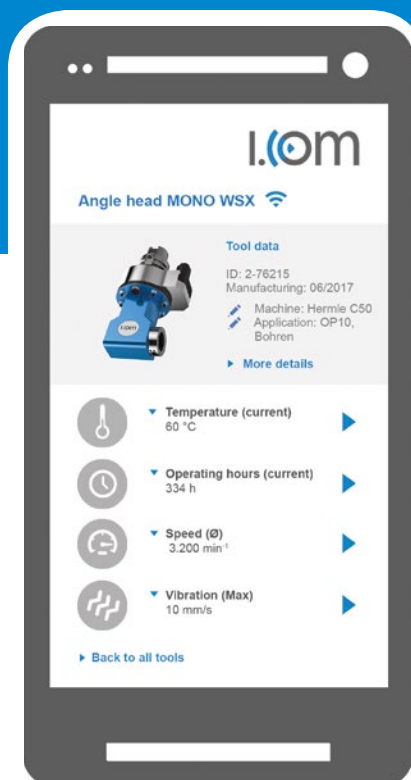 I.(om
Angle head MONO WSX
Tool data
ID: 2-76215
Manufacturing: 06/2017
Machine: Hermle C50
Application: OP10,
Bohren
More details
Temperature (current)
60 °C
Operating hours (current)
334 h
Speed (Ø)
3.200 min⁻¹
Vibration (Max)
10 mm/s
Back to all tools